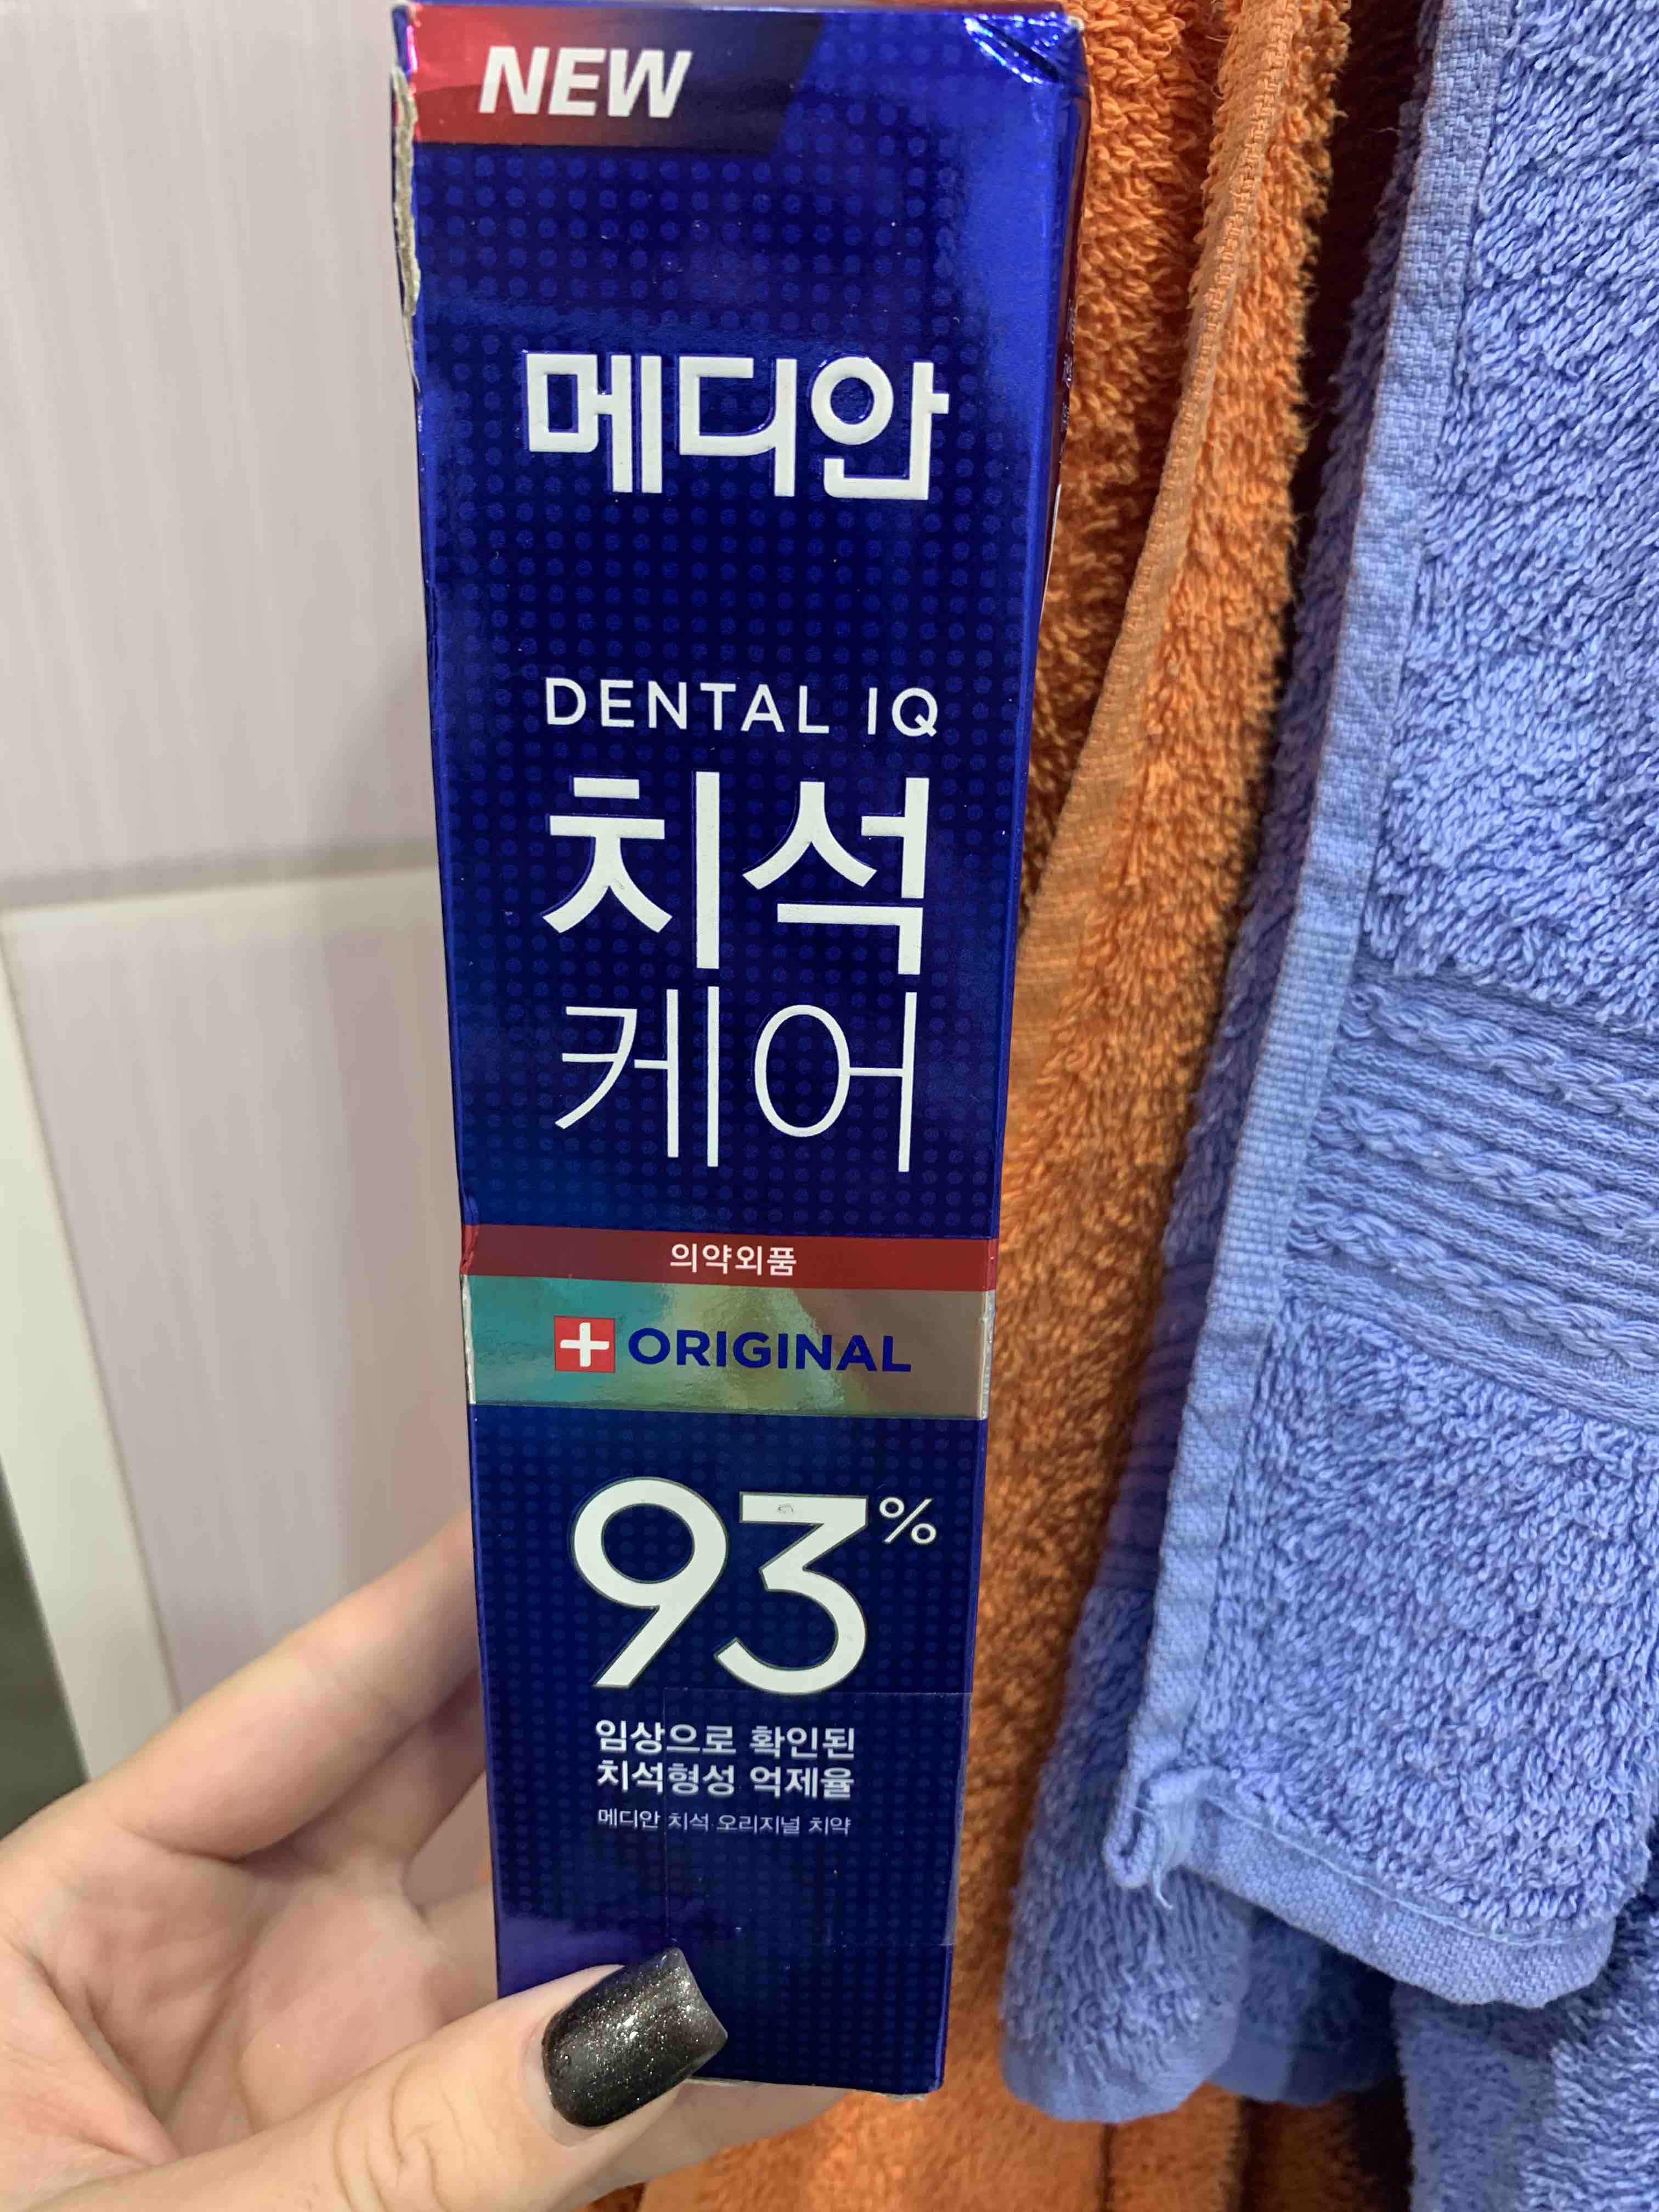 NEW
메디안
DENTAL IQ
치석
케어
의약외품
ORIGINAL
93%
임상으로 확인된
치석형성 억제율
메디안 치석 오리지널 치약